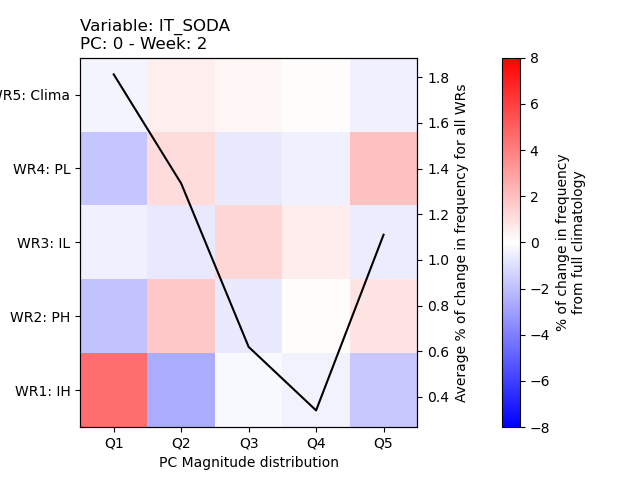 Variable: IT_SODA
PC: 0 - Week: 2
WR5: Clima
WR4: PL
WR3: IL
WR2: PH
WR1: IH
Q1 Q2 Q3 Q4 Q5
PC Magnitude distribution
1.8
1.6
1.4
1.2
1.0
0.8
0.6
0.4
Average % of change in frequency for all WRs
8
6
4
2
0
−2
−4
−6
−8
% of change in frequency
from full climatology